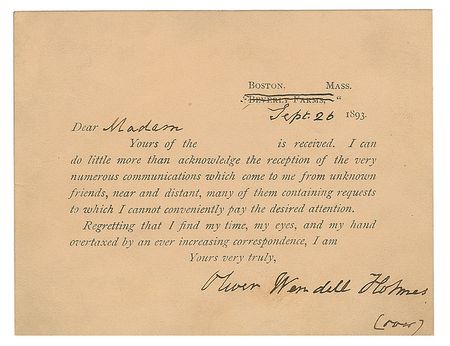 BOSTON, MASS.
BEVERLY FARMS, "
Sept. 26 1893.
Dear Madam
Yours of the is received. I can
do little more than acknowledge the reception of the very
numerous communications which come to me from unknown
friends, near and distant, many of them containing requests
to which I cannot conveniently pay the desired attention.
Regretting that I find my time, my eyes, and my hand
overtaxed by an ever increasing correspondence, I am
Yours very truly,
Oliver Wendell Holmes.
(over)